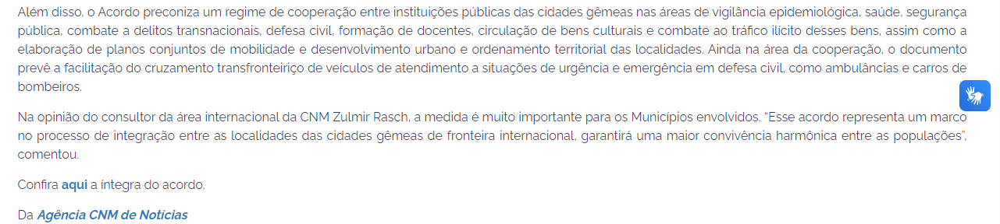 Além disso, o Acordo preconiza um regime de cooperação entre instituições públicas das cidades gêmeas nas áreas de vigilância epidemiológica, saúde, segurança
pública, combate a delitos transnacionais, defesa civil, formação de docentes, circulação de bens culturais e combate ao tráfico ilícito desses bens, assim como a
elaboração de planos conjuntos de mobilidade e desenvolvimento urbano e ordenamento territorial das localidades. Ainda na área da cooperação, o documento
prevê a facilitação do cruzamento transfronteiriço de veículos de atendimento a situações de urgência e emergência em defesa civil, como ambulâncias e carros de
bombeiros.
Na opinião do consultor da área internacional da CNM Zulmir Rasch, a medida é muito importante para os Municípios envolvidos. “Esse acordo representa um marco
no processo de integração entre as localidades das cidades gêmeas de fronteira internacional, garantirá uma maior convivência harmônica entre as populações”,
comentou.
Confira aqui a íntegra do acordo.
Da Agência CNM de Notícias